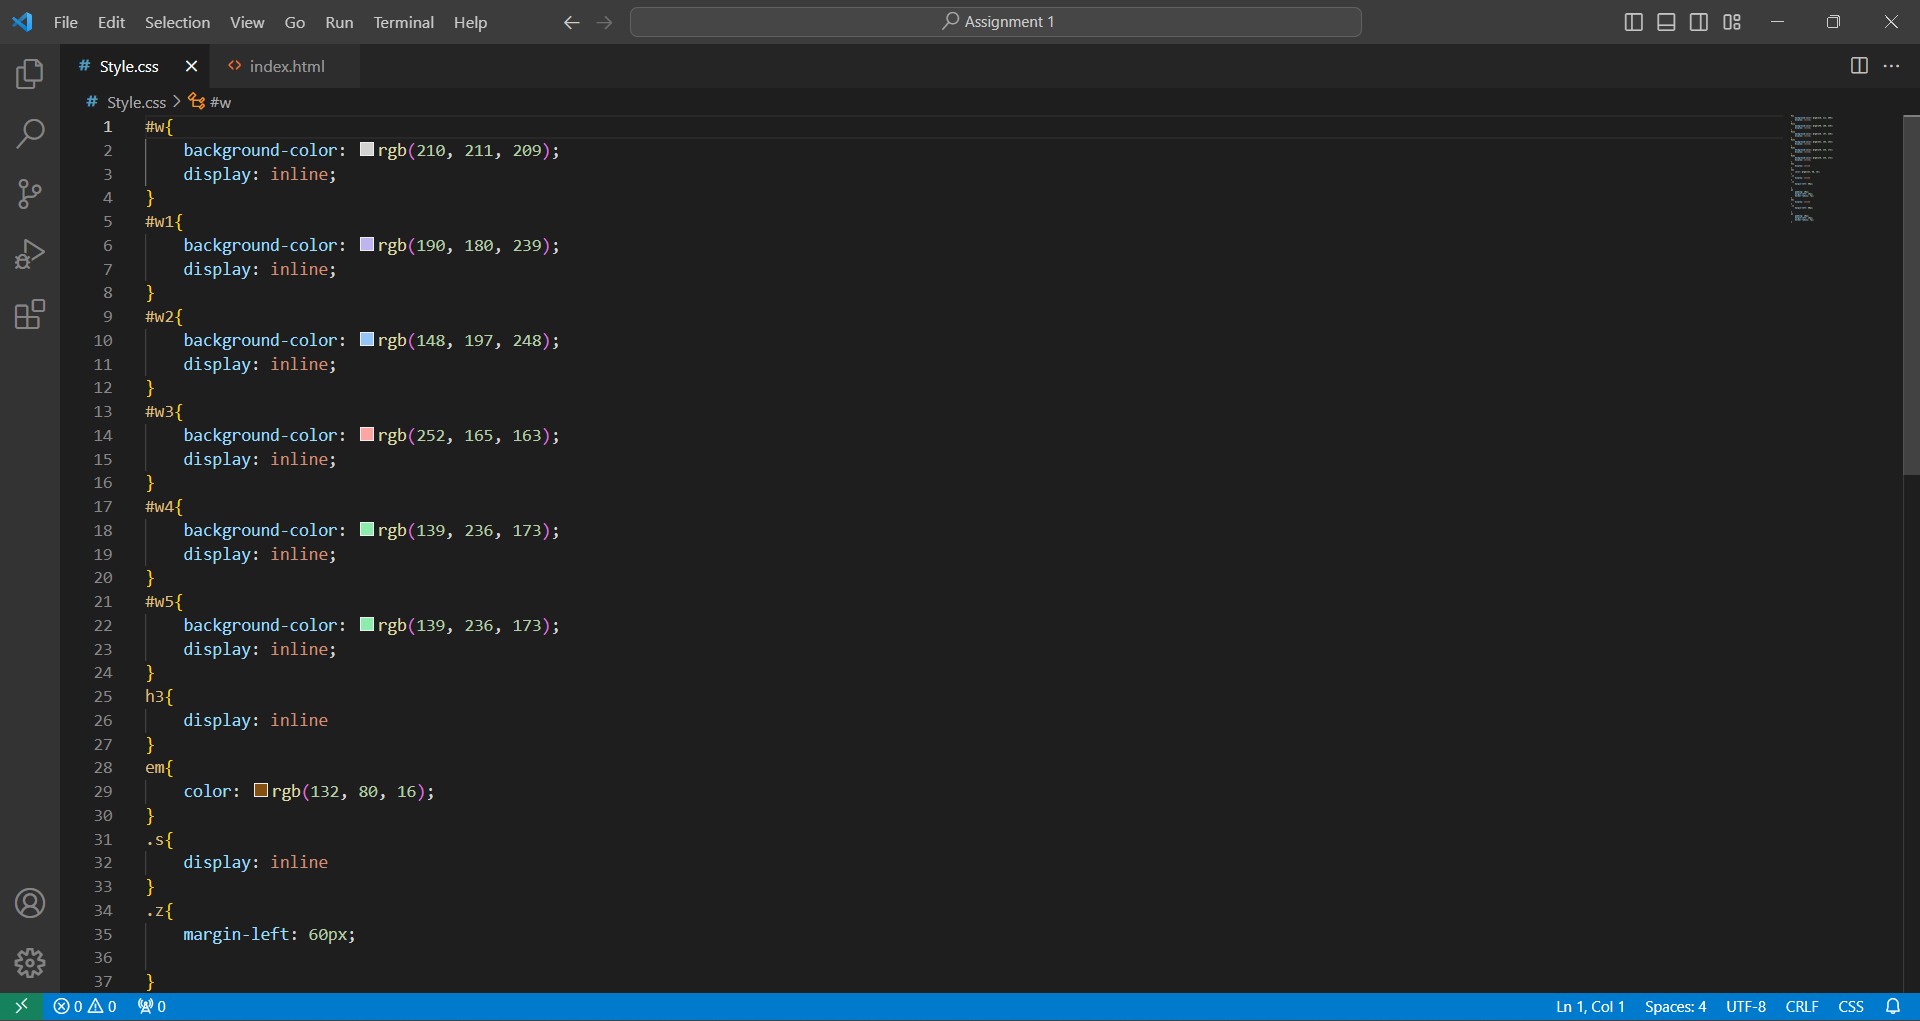 File Edit Selection View Go Run Terminal Help Assignment 1
# Style.css index.html
# Style.css > #w
1 #w{
2     background-color: rgb(210, 211, 209);
3     display: inline;
4 }
5 #w1{
6     background-color: rgb(190, 180, 239);
7     display: inline;
8 }
9 #w2{
10     background-color: rgb(148, 197, 248);
11     display: inline;
12 }
13 #w3{
14     background-color: rgb(252, 165, 163);
15     display: inline;
16 }
17 #w4{
18     background-color: rgb(139, 236, 173);
19     display: inline;
20 }
21 #w5{
22     background-color: rgb(139, 236, 173);
23     display: inline;
24 }
25 h3{
26     display: inline
27 }
28 em{
29     color: rgb(132, 80, 16);
30 }
31 .s{
32     display: inline
33 }
34 .z{
35     margin-left: 60px;
36
37 }
0 0 0 Ln 1, Col 1 Spaces: 4 UTF-8 CRLF CSS